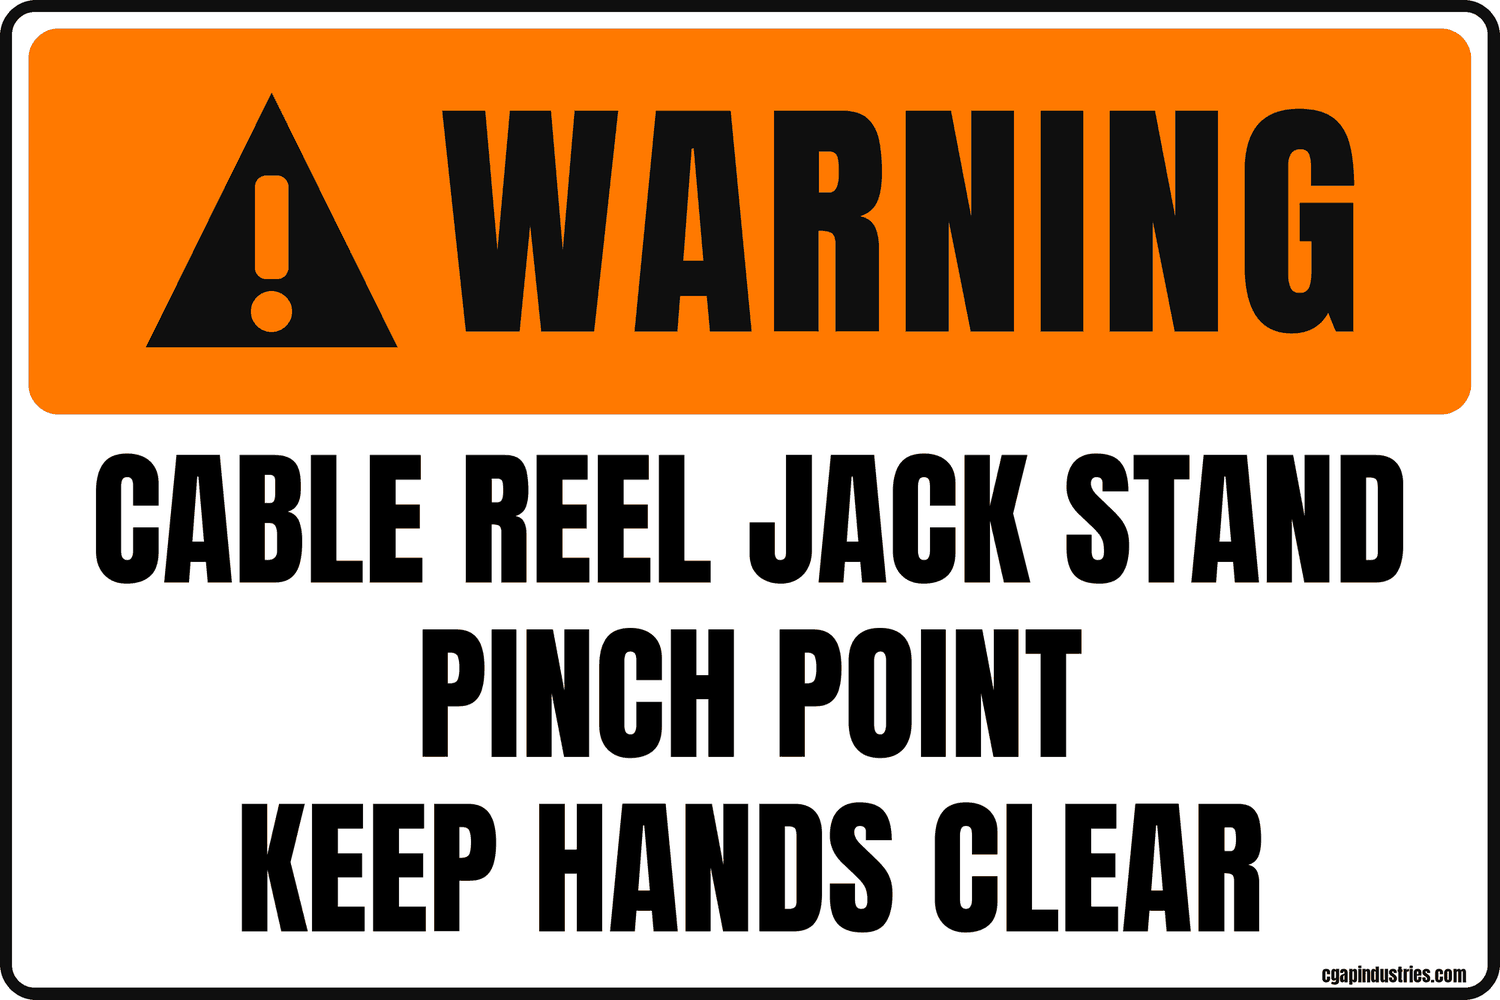 WARNING
CABLE REEL JACK STAND
PINCH POINT
KEEP HANDS CLEAR
cgapindustries.com